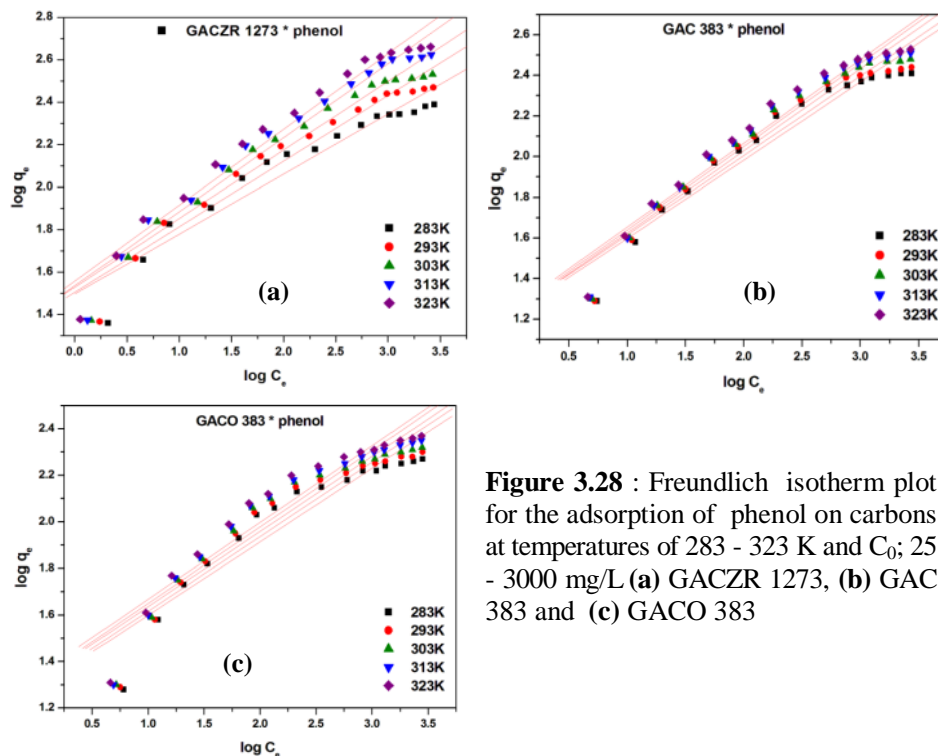 GACZR 1273 * phenol
2.8
2.6
2.4
2.2
2.0
1.8
1.6
1.4
log qe
0.0 0.5 1.0 1.5 2.0 2.5 3.0 3.5
log Ce
283K
293K
303K
313K
323K
(a)
GAC 383 * phenol
2.6
2.4
2.2
2.0
1.8
1.6
1.4
1.2
log qe
0.5 1.0 1.5 2.0 2.5 3.0 3.5
log Ce
283K
293K
303K
313K
323K
(b)
GACO 383 * phenol
2.4
2.2
2.0
1.8
1.6
1.4
1.2
log qe
0.5 1.0 1.5 2.0 2.5 3.0 3.5
log Ce
283K
293K
303K
313K
323K
(c)
Figure 3.28 : Freundlich isotherm plot
for the adsorption of phenol on carbons
at temperatures of 283 - 323 K and C0; 25
- 3000 mg/L (a) GACZR 1273, (b) GAC
383 and (c) GACO 383